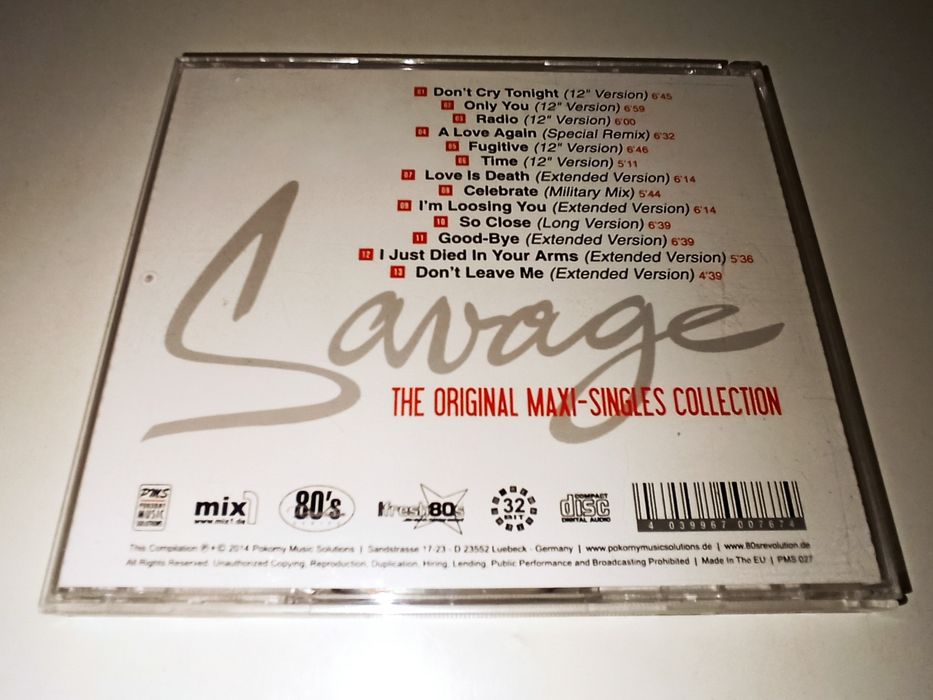 01 Don't Cry Tonight (12" Version) 6'45
02 Only You (12" Version) 6'59
03 Radio (12" Version) 6'00
04 A Love Again (Special Remix) 6'32
05 Fugitive (12" Version) 6'46
06 Time (12" Version) 5'11
07 Love Is Death (Extended Version) 6'14
08 Celebrate (Military Mix) 5'44
09 I'm Loosing You (Extended Version) 6'14
10 So Close (Long Version) 6'39
11 Good-Bye (Extended Version) 6'39
12 I Just Died In Your Arms (Extended Version) 5'36
13 Don't Leave Me (Extended Version) 4'39
Savage
THE ORIGINAL MAXI-SINGLES COLLECTION
PMS
POKORNY
MUSIC
SOLUTIONS
mix1
www.mix1.de
80's
fresh80s
32
BIT
COMPACT
disc
DIGITAL AUDIO
4 039967 007674
This Compilation ℗ + © 2014 Pokorny Music Solutions | Sandstrasse 17-23 · D 23552 Luebeck · Germany | www.pokornymusicsolutions.de | www.80srevolution.de
All Rights Reserved. Unauthorized Copying, Reproduction, Duplication, Hiring, Lending, Public Performance and Broadcasting Prohibited | Made In The EU | PMS 027